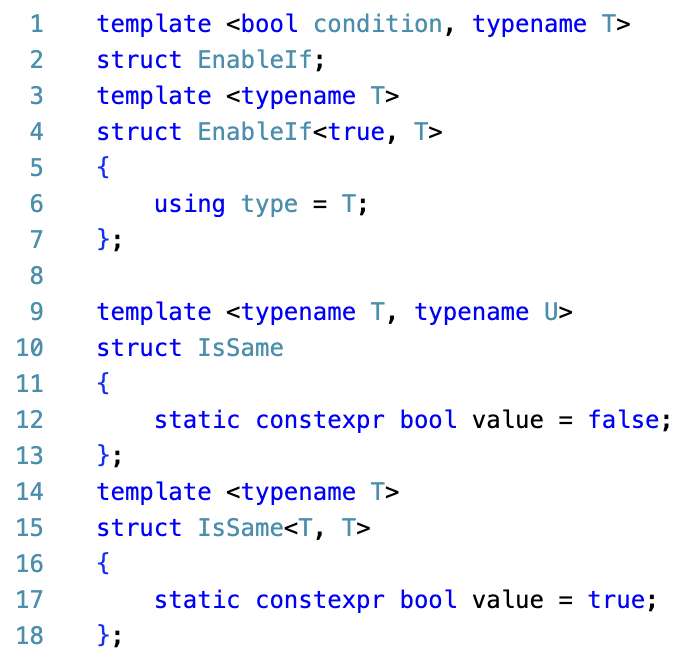 1 template <bool condition, typename T>
2 struct EnableIf;
3 template <typename T>
4 struct EnableIf<true, T>
5 {
6     using type = T;
7 };
8
9 template <typename T, typename U>
10 struct IsSame
11 {
12     static constexpr bool value = false;
13 };
14 template <typename T>
15 struct IsSame<T, T>
16 {
17     static constexpr bool value = true;
18 };